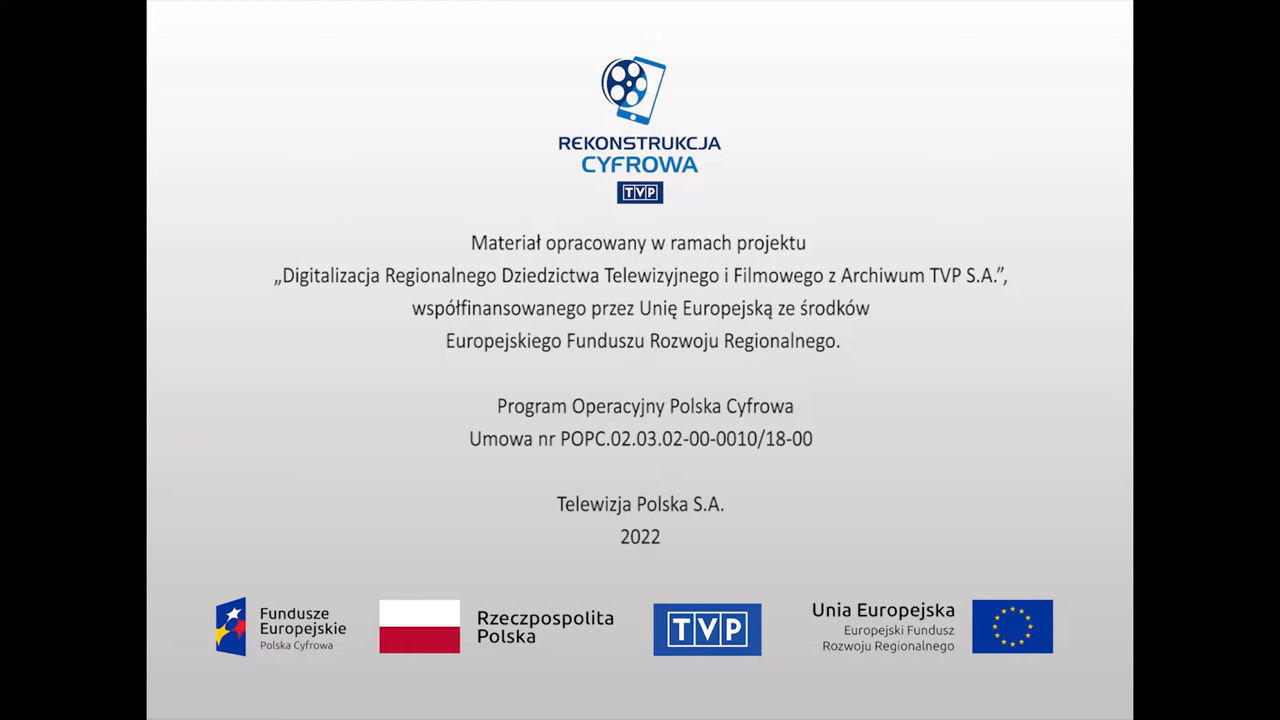 REKONSTRUKCJA
CYFROWA
TVP
Materiał opracowany w ramach projektu
„Digitalizacja Regionalnego Dziedzictwa Telewizyjnego i Filmowego z Archiwum TVP S.A.”,
współfinansowanego przez Unię Europejską ze środków
Europejskiego Funduszu Rozwoju Regionalnego.
Program Operacyjny Polska Cyfrowa
Umowa nr POPC.02.03.02-00-0010/18-00
Telewizja Polska S.A.
2022
Fundusze
Europejskie
Polska Cyfrowa
Rzeczpospolita
Polska
TVP
Unia Europejska
Europejski Fundusz
Rozwoju Regionalnego